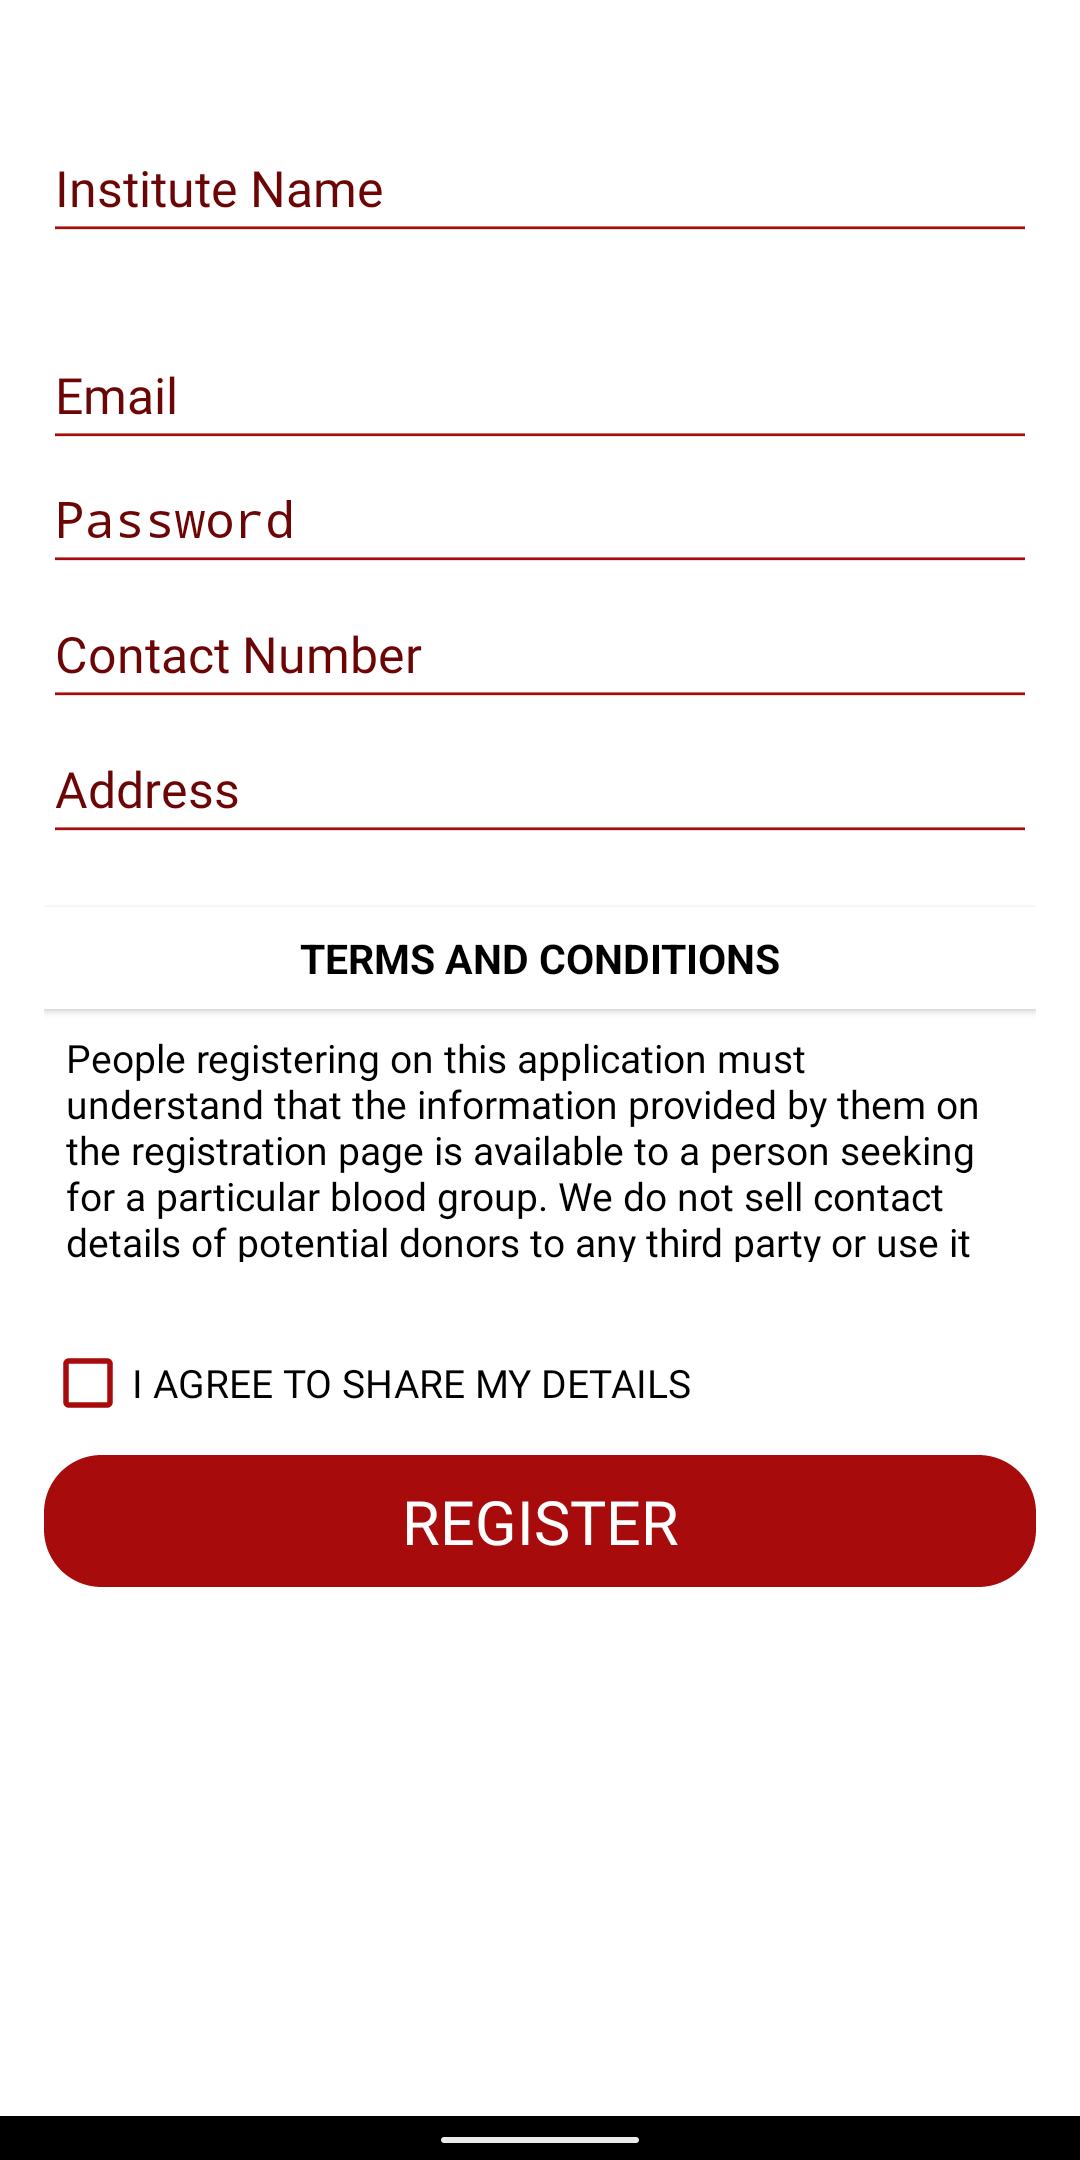 Institute Name
Email
Password
Contact Number
Address
TERMS AND CONDITIONS
People registering on this application must
understand that the information provided by them on
the registration page is available to a person seeking
for a particular blood group. We do not sell contact
details of potential donors to any third party or use it
I AGREE TO SHARE MY DETAILS
REGISTER